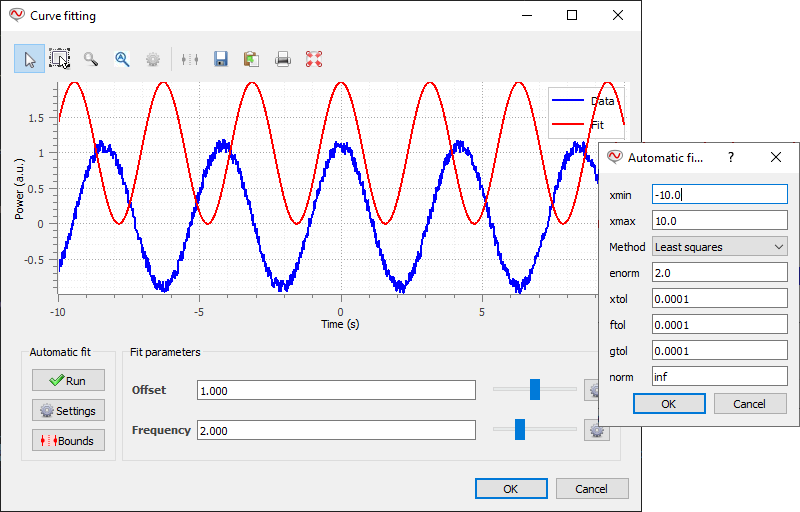 Curve fitting
Data
Fit
1.5
1
0.5
0
-0.5
Power (a.u.)
-10
-5
0
5
Time (s)
Automatic fit
Run
Settings
Bounds
Fit parameters
Offset
1.000
Frequency
2.000
OK
Cancel
Automatic fi...
?
xmin
-10.0
xmax
10.0
Method
Least squares
enorm
2.0
xtol
0.0001
ftol
0.0001
gtol
0.0001
norm
inf
OK
Cancel